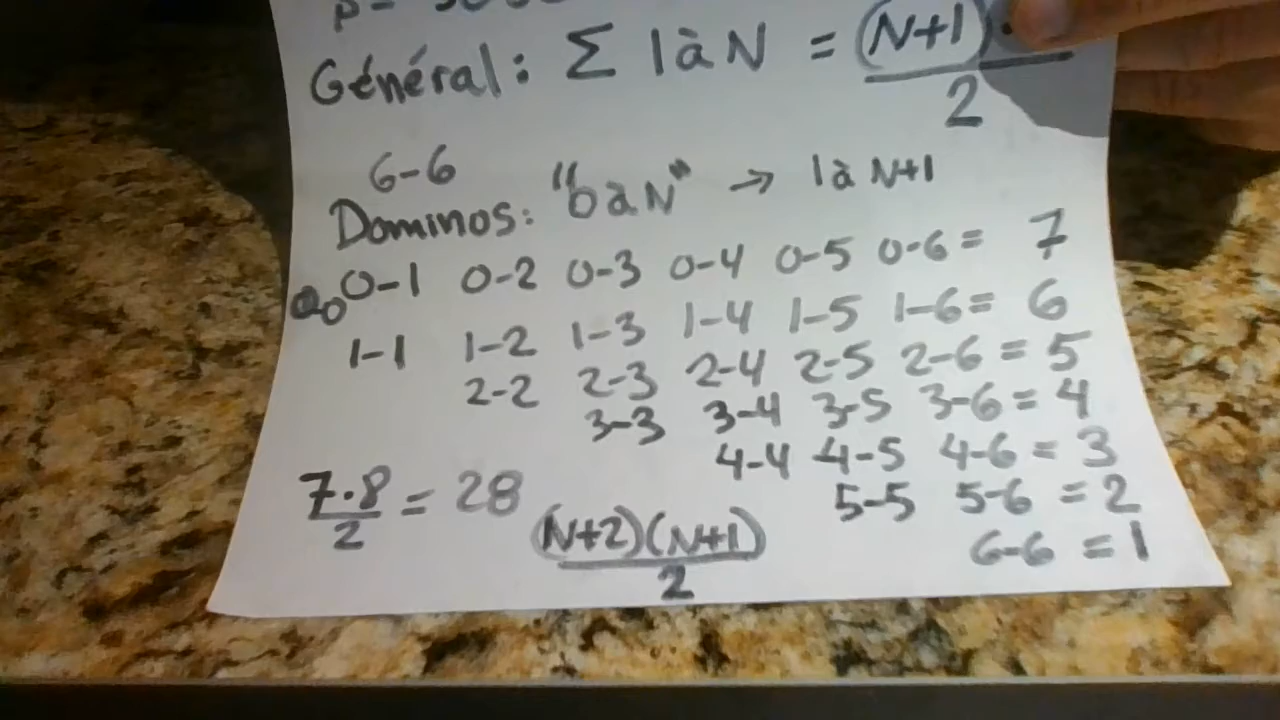 Général: Σ 1 à N = (N+1)·
2
6-6
Dominos: "0 à N" → 1 à N+1
0-0 0-1 0-2 0-3 0-4 0-5 0-6 = 7
1-1 1-2 1-3 1-4 1-5 1-6 = 6
2-2 2-3 2-4 2-5 2-6 = 5
3-3 3-4 3-5 3-6 = 4
4-4 4-5 4-6 = 3
5-5 5-6 = 2
6-6 = 1
7·8/2 = 28
(N+2)(N+1)
2